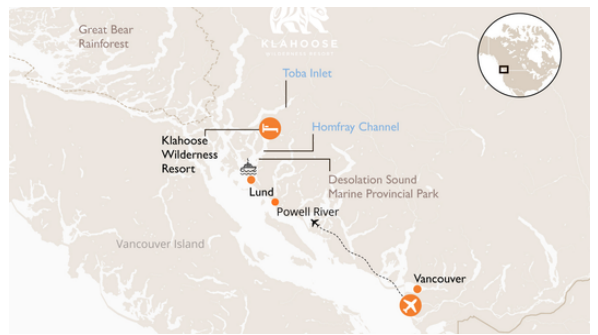 KLAHOOSE
WILDERNESS RESORT
Great Bear
Rainforest
Toba Inlet
Homfray Channel
Klahoose
Wilderness
Resort
Desolation Sound
Marine Provincial Park
Lund
Powell River
Vancouver Island
Vancouver